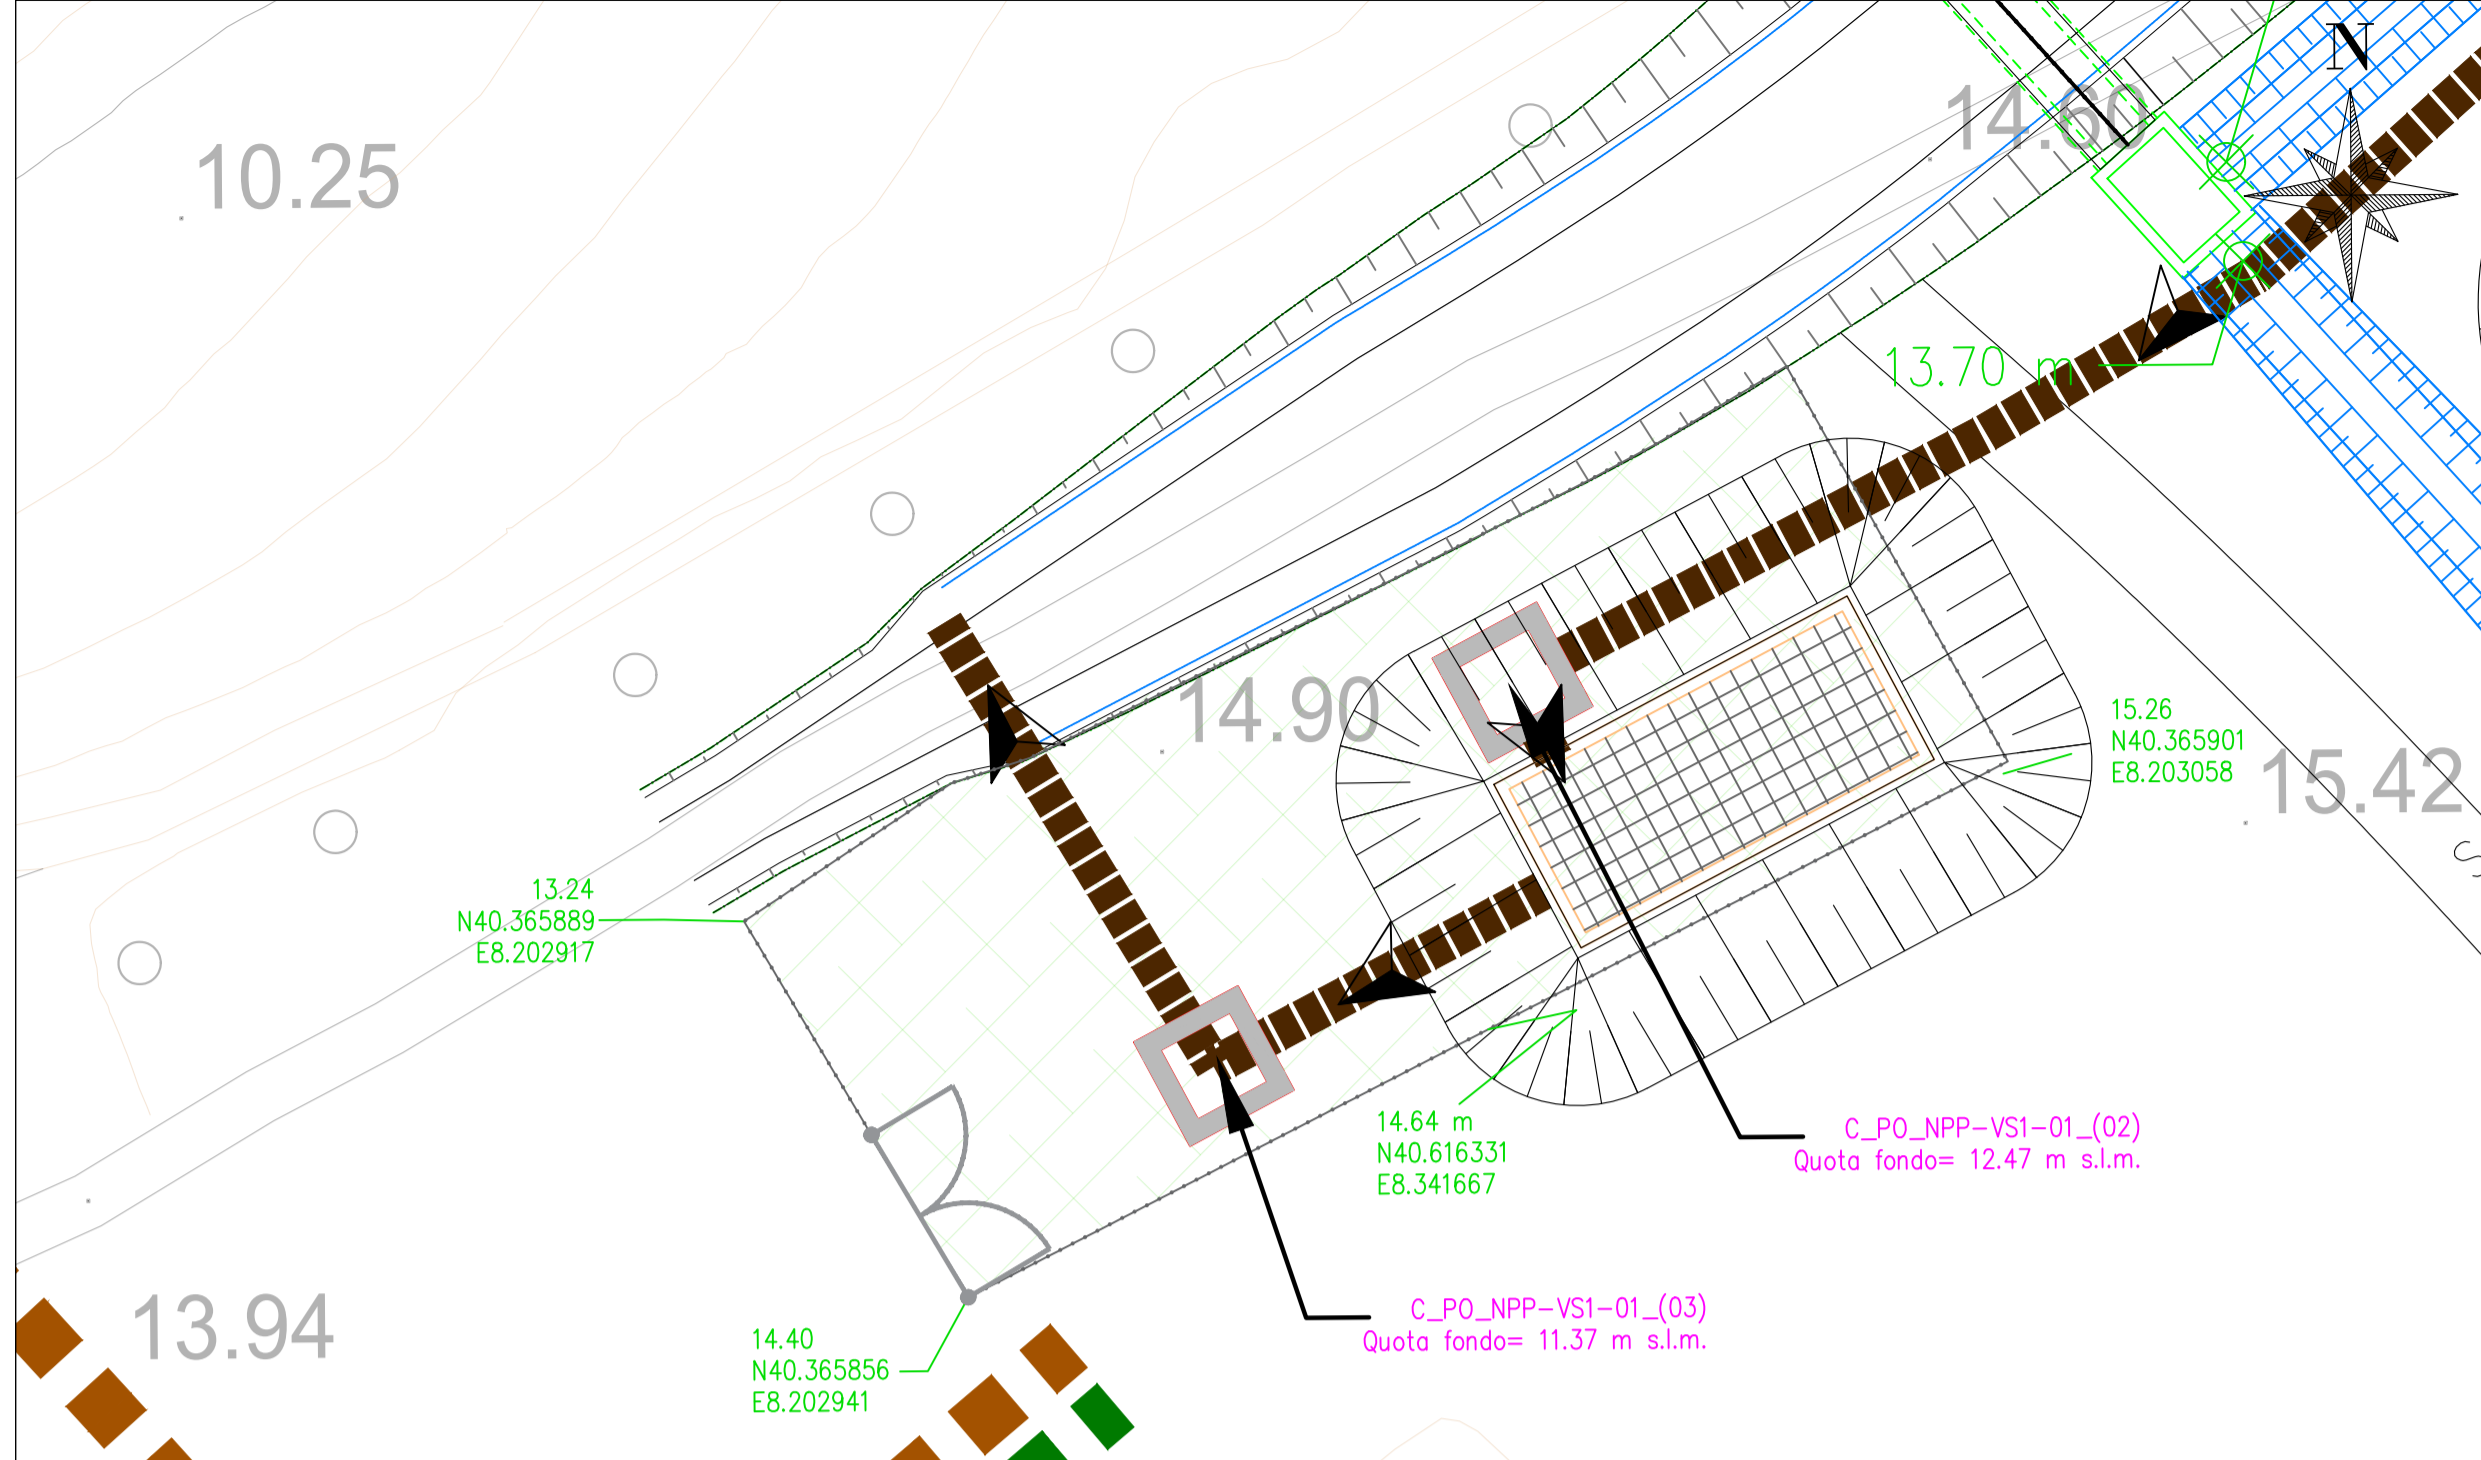 N
14.60
10.25
13.70 m
14.90
15.26
N40.365901
E8.203058
15.42
13.24
N40.365889
E8.202917
14.64 m
N40.616331
E8.341667
C_PO_NPP-VS1-01_(02)
Quota fondo= 12.47 m s.l.m.
C_PO_NPP-VS1-01_(03)
Quota fondo= 11.37 m s.l.m.
13.94
14.40
N40.365856
E8.202941